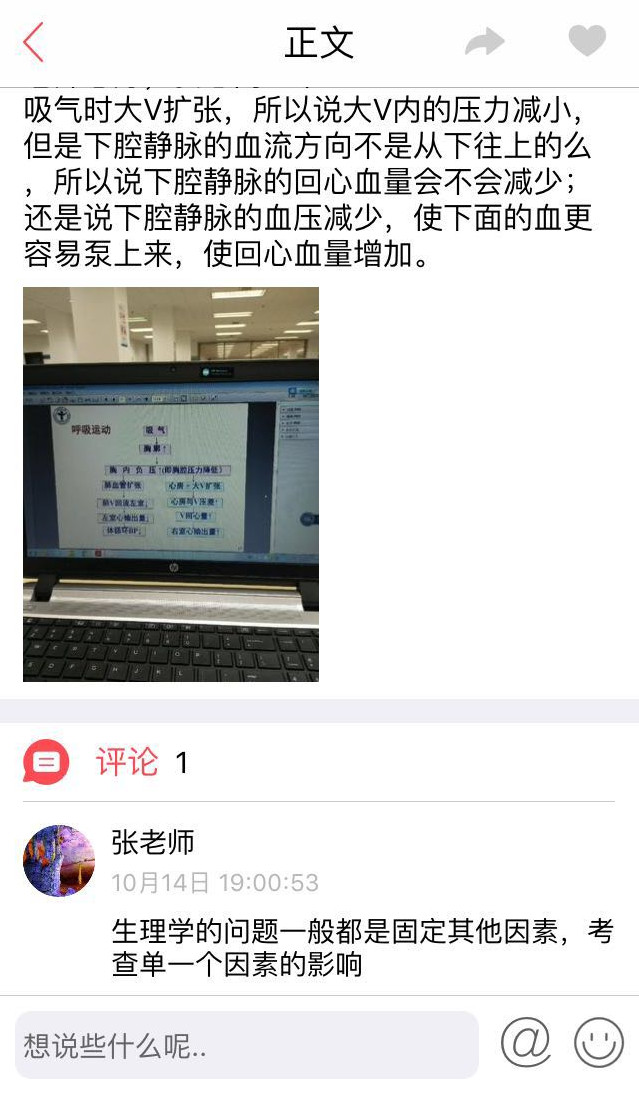 正文
吸气时大V扩张，所以说大V内的压力减小，
但是下腔静脉的血流方向不是从下往上的么
，所以说下腔静脉的回心血量会不会减少；
还是说下腔静脉的血压减少，使下面的血更
容易泵上来，使回心血量增加。
呼吸运动
吸 气
胸廓↑
胸 内 负 压↑(即胸腔压力降低)
肺血管扩张
心房、大V扩张
肺V回流左室↓
心房与V压差↑
左室心输出量↓
V回心量↑
体循环BP↓
右室心输出量↑
hp
评论 1
张老师
10月14日 19:00:53
生理学的问题一般都是固定其他因素，考
查单一个因素的影响
想说些什么呢..
@